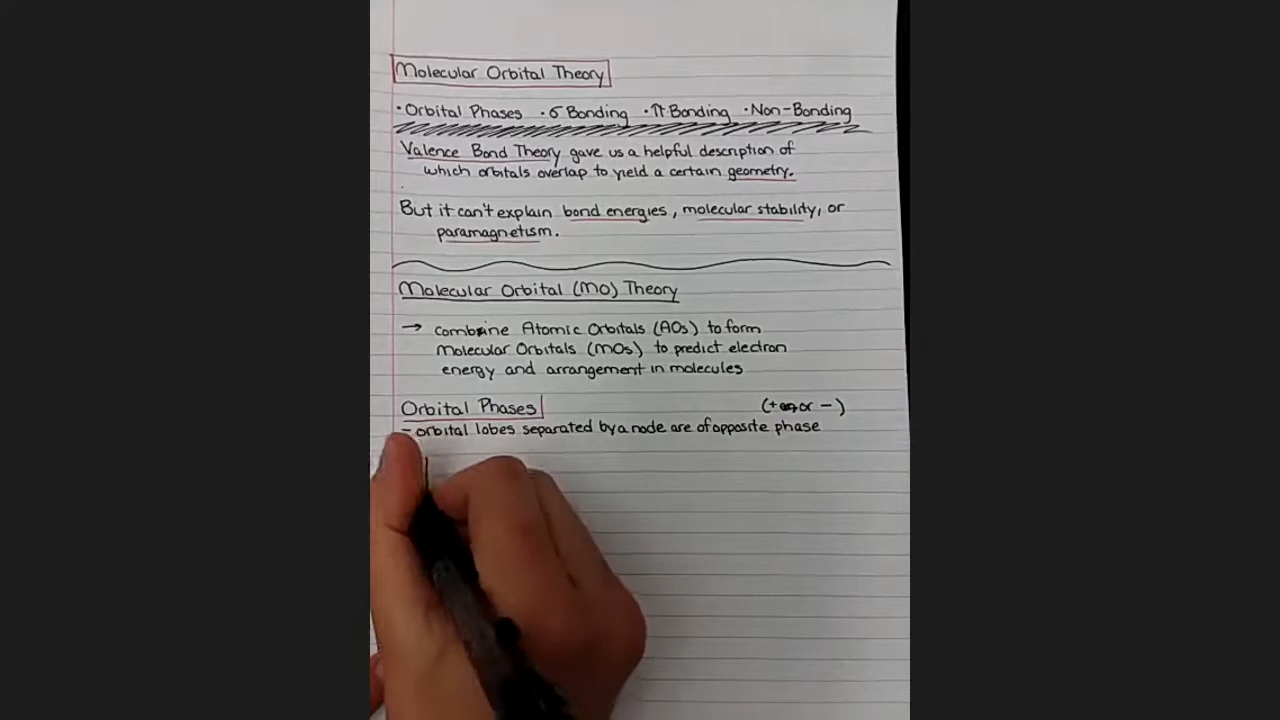 Molecular Orbital Theory
·Orbital Phases ·σ Bonding ·π Bonding ·Non-Bonding
Valence Bond Theory gave us a helpful description of
which orbitals overlap to yield a certain geometry.
But it can't explain bond energies, molecular stability, or
paramagnetism.
Molecular Orbital (MO) Theory
→ combine Atomic Orbitals (AOs) to form
Molecular Orbitals (MOs) to predict electron
energy and arrangement in molecules
Orbital Phases (+ or -)
- orbital lobes separated by a node are of opposite phase